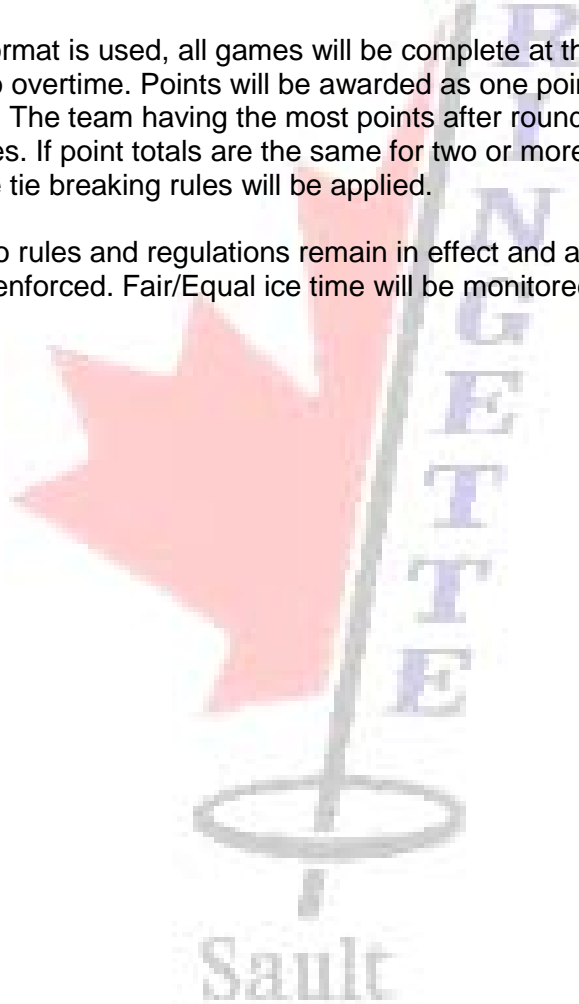 ormat is used, all games will be complete at th
o overtime. Points will be awarded as one poin
The team having the most points after round
es. If point totals are the same for two or more
e tie breaking rules will be applied.
o rules and regulations remain in effect and a
enforced. Fair/Equal ice time will be monitored
RINGETTE
Sault